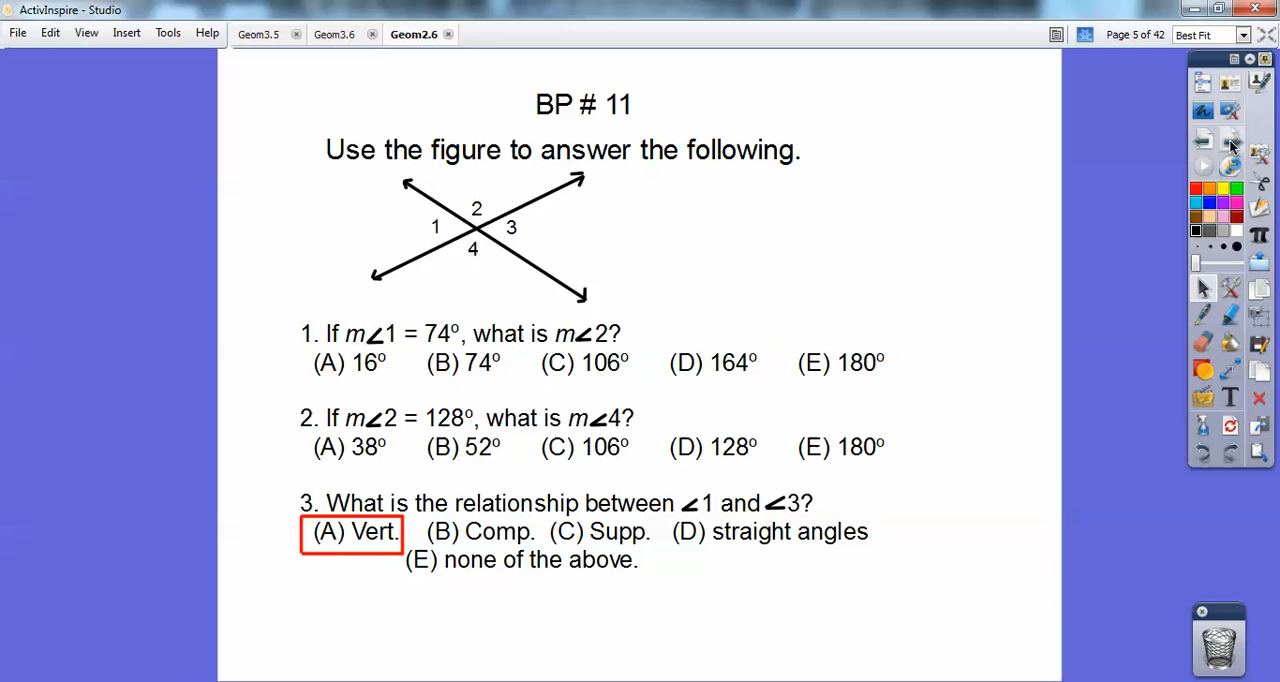 ActivInspire - Studio
File Edit View Insert Tools Help
Geom3.5 Geom3.6 Geom2.6
Page 5 of 42 Best Fit
BP # 11
Use the figure to answer the following.
2
1 3
4
1. If m∠1 = 74º, what is m∠2?
(A) 16º (B) 74º (C) 106º (D) 164º (E) 180º
2. If m∠2 = 128º, what is m∠4?
(A) 38º (B) 52º (C) 106º (D) 128º (E) 180º
3. What is the relationship between ∠1 and ∠3?
(A) Vert. (B) Comp. (C) Supp. (D) straight angles
(E) none of the above.